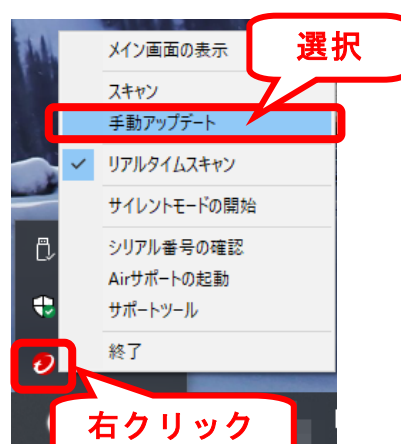 メイン画面の表示
選択
スキャン
手動アップデート
リアルタイムスキャン
サイレントモードの開始
シリアル番号の確認
Airサポートの起動
サポートツール
終了
右クリック